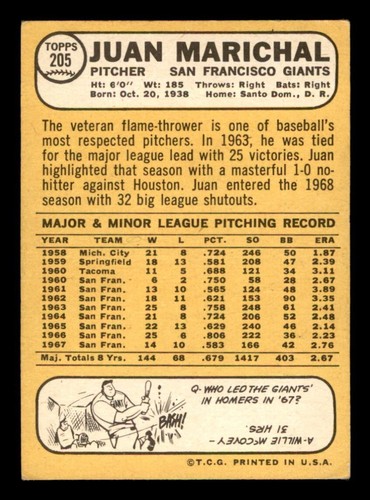 TOPPS
205
JUAN MARICHAL
PITCHER SAN FRANCISCO GIANTS
Ht: 6'0" Wt: 185 Throws: Right Bats: Right
Born: Oct. 20, 1938 Home: Santo Dom., D. R.
The veteran flame-thrower is one of baseball's
most respected pitchers. In 1963, he was tied
for the major league lead with 25 victories. Juan
highlighted that season with a masterful 1-0 no-
hitter against Houston. Juan entered the 1968
season with 32 big league shutouts.
MAJOR & MINOR LEAGUE PITCHING RECORD
YEAR TEAM W L PCT. SO BB ERA
1958 Mich. City 21 8 .724 246 50 1.87
1959 Springfield 18 13 .581 208 47 2.39
1960 Tacoma 11 5 .688 121 34 3.11
1960 San Fran. 6 2 .750 58 28 2.67
1961 San Fran. 13 10 .565 124 48 3.89
1962 San Fran. 18 11 .621 153 90 3.35
1963 San Fran. 25 8 .758 248 61 2.41
1964 San Fran. 21 8 .724 206 52 2.48
1965 San Fran. 22 13 .629 240 46 2.14
1966 San Fran. 25 6 .806 222 36 2.23
1967 San Fran. 14 10 .583 166 42 2.76
Maj. Totals 8 Yrs. 144 68 .679 1417 403 2.67
BASH!
Q-WHO LED THE GIANTS'
IN HOMERS IN '67?
A-WILLIE McCOVEY-
31 HRS.
©T.C.G. PRINTED IN U.S.A.